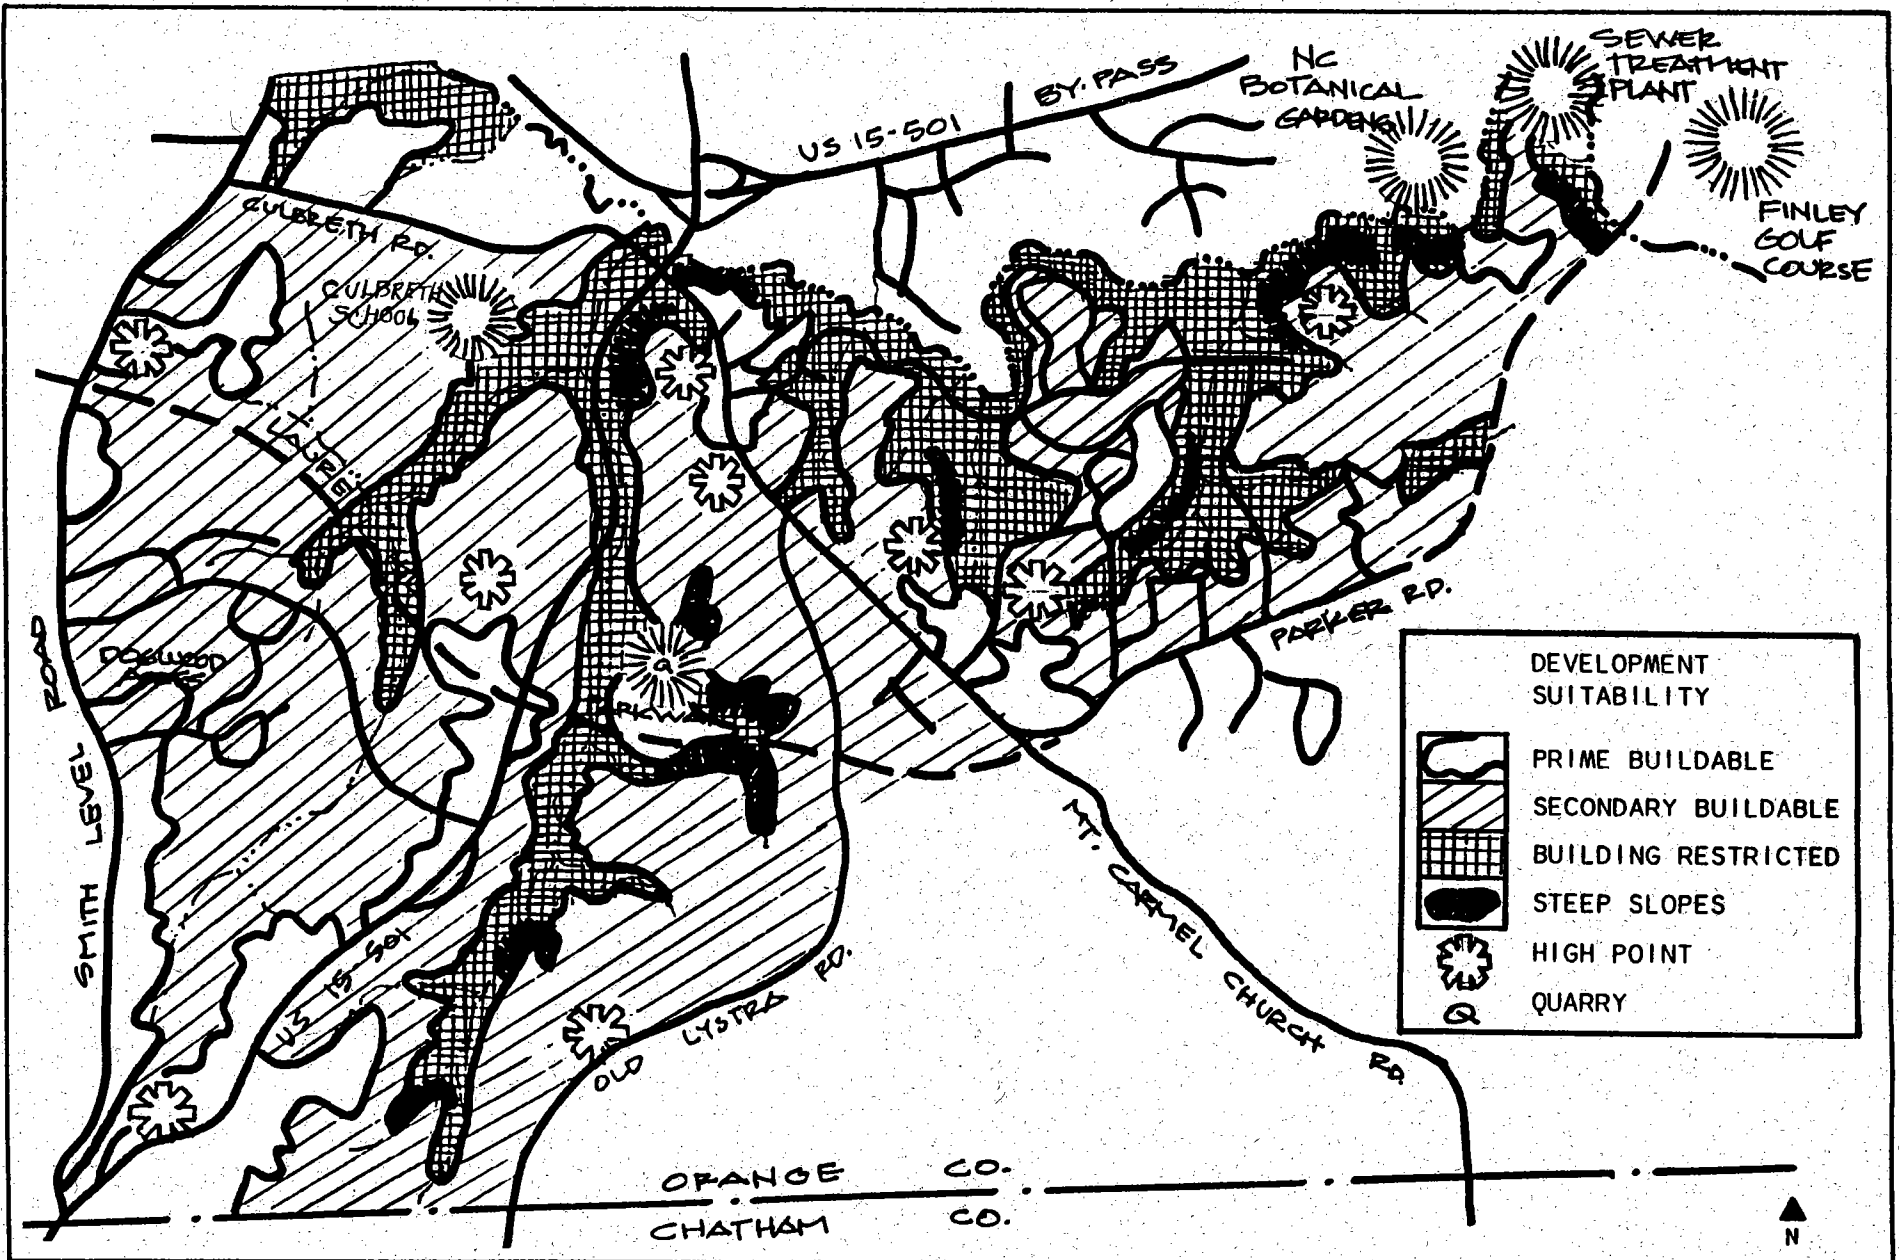 SEWER
TREATMENT
PLANT
NC
BOTANICAL
GARDENS
BY-PASS
US 15-501
FINLEY
GOLF
COURSE
CULBRETH RD.
CULBRETH
SCHOOL
ROAD
SMITH LEVEL
DOGWOOD
ACRES
Q
PKWAY
PARKER RD.
US 15-501
OLD LYSTRA RD.
MT. CARMEL CHURCH RD.
DEVELOPMENT
SUITABILITY
PRIME BUILDABLE
SECONDARY BUILDABLE
BUILDING RESTRICTED
STEEP SLOPES
HIGH POINT
Q QUARRY
ORANGE CO.
CHATHAM CO.
N